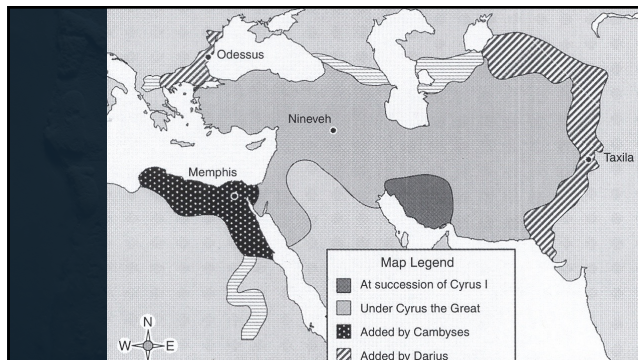 Odessus
Nineveh
Taxila
Memphis
Map Legend
At succession of Cyrus I
Under Cyrus the Great
Added by Cambyses
Added by Darius
N
W E